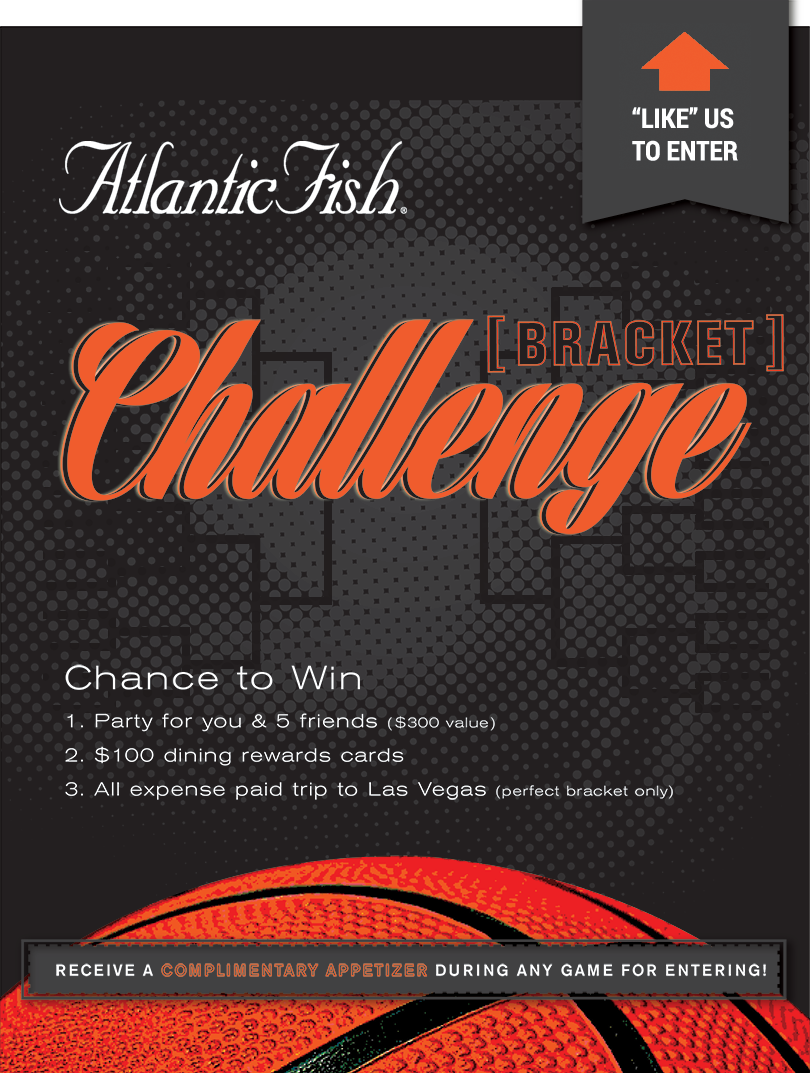 “LIKE” US
TO ENTER
Atlantic Fish®
[ BRACKET ]
Challenge
Chance to Win
1. Party for you & 5 friends ($300 value)
2. $100 dining rewards cards
3. All expense paid trip to Las Vegas (perfect bracket only)
RECEIVE A COMPLIMENTARY APPETIZER DURING ANY GAME FOR ENTERING!